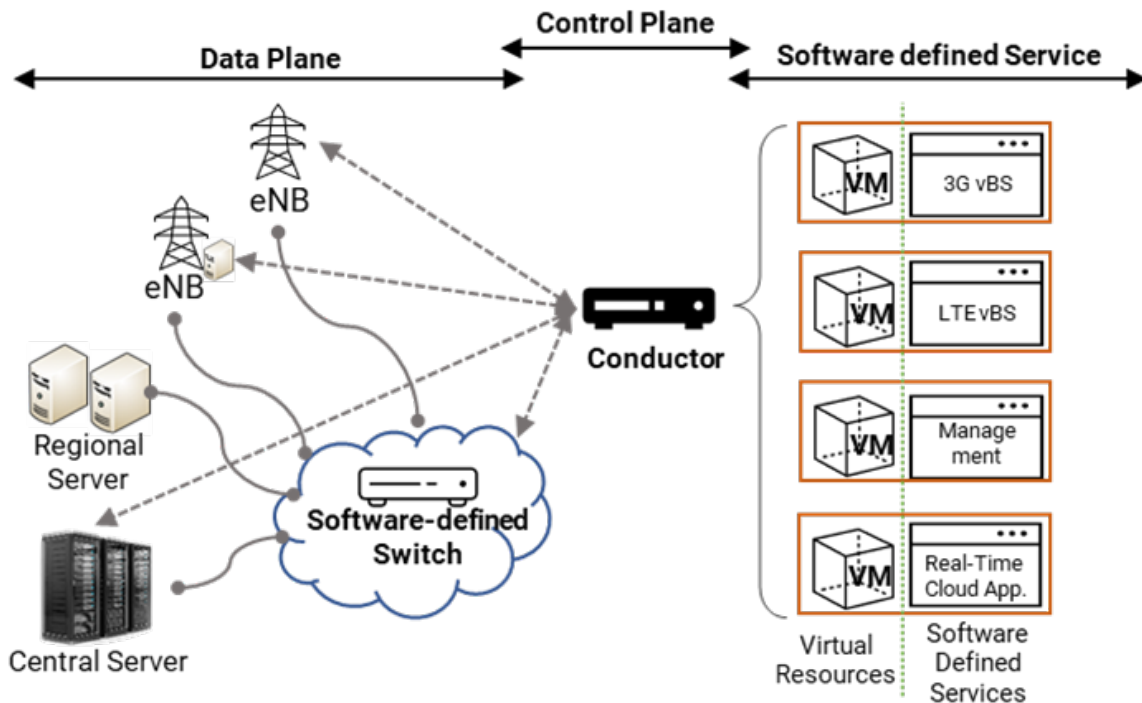 Control Plane
Data Plane
Software defined Service
eNB
eNB
Regional
Server
Central Server
Software-defined
Switch
Conductor
VM
3G vBS
VM
LTE vBS
VM
Manage
ment
VM
Real-Time
Cloud App.
Virtual
Resources
Software
Defined
Services